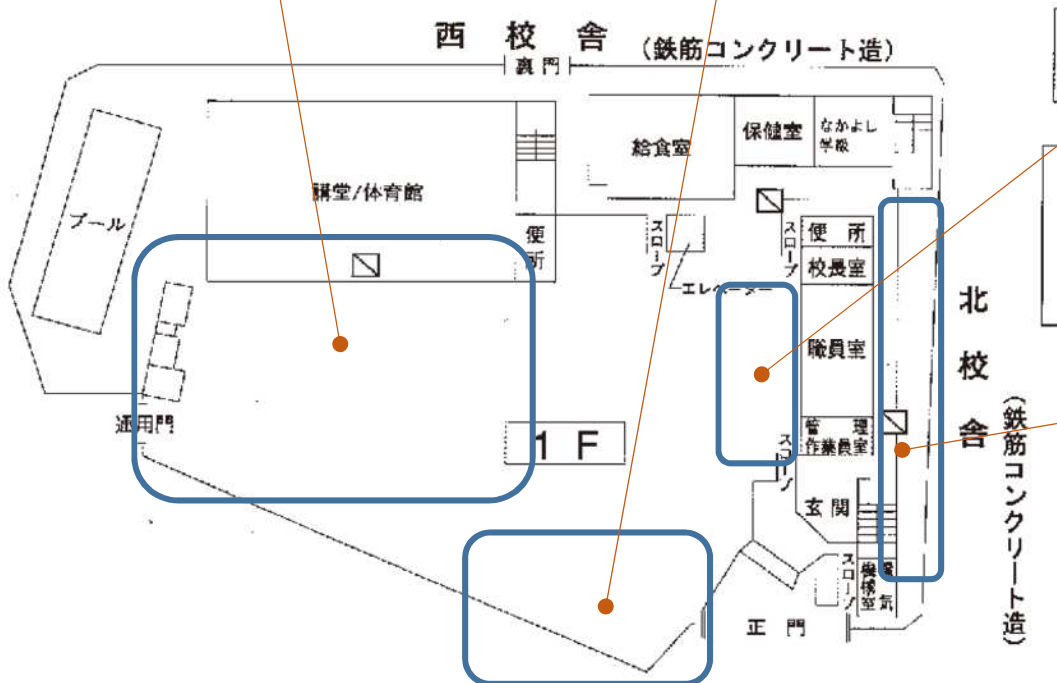 西校舎 (鉄筋コンクリート造)
裏門
プール
講堂/体育館
便所
給食室
保健室
なかよし
学級
スロープ
エレベーター
スロープ
便所
校長室
職員室
管理
作業員室
スロープ
玄関
スロープ
電気
機械室
正門
通用門
1F
北校舎
(鉄筋コンクリート造)